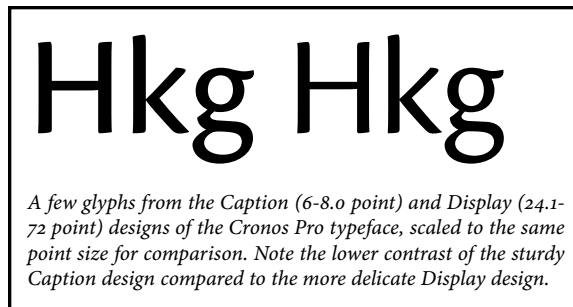 Hkg Hkg
A few glyphs from the Caption (6-8.0 point) and Display (24.1-
72 point) designs of the Cronos Pro typeface, scaled to the same
point size for comparison. Note the lower contrast of the sturdy
Caption design compared to the more delicate Display design.